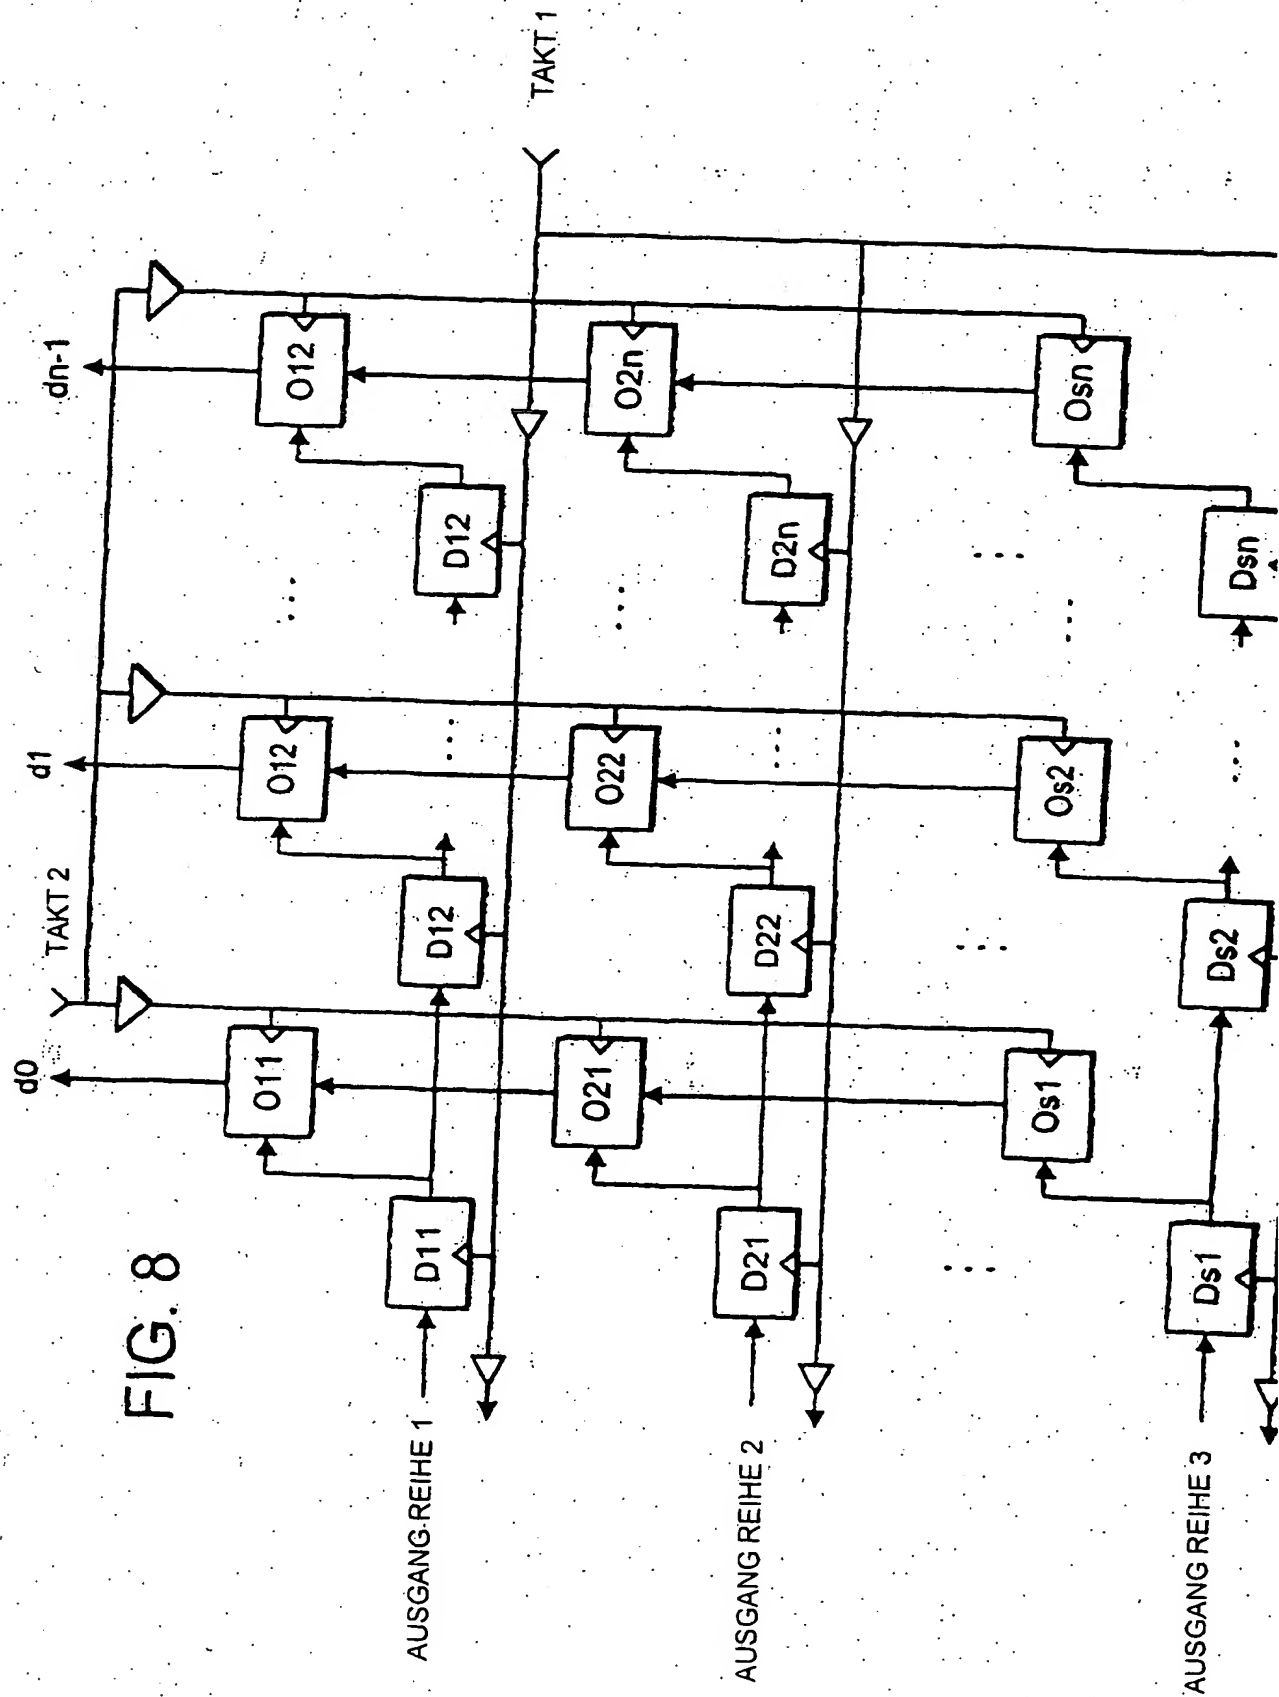 FIG. 8
d0
TAKT 2
d1
dn-1
O11
O12
O12
AUSGANG REIHE 1
D11
D12
...
D12
...
TAKT 1
O21
O22
O2n
AUSGANG REIHE 2
D21
D22
...
D2n
...
Os1
Os2
Osn
....
...
....
...
AUSGANG REIHE 3
Ds1
Ds2
...
Dsn